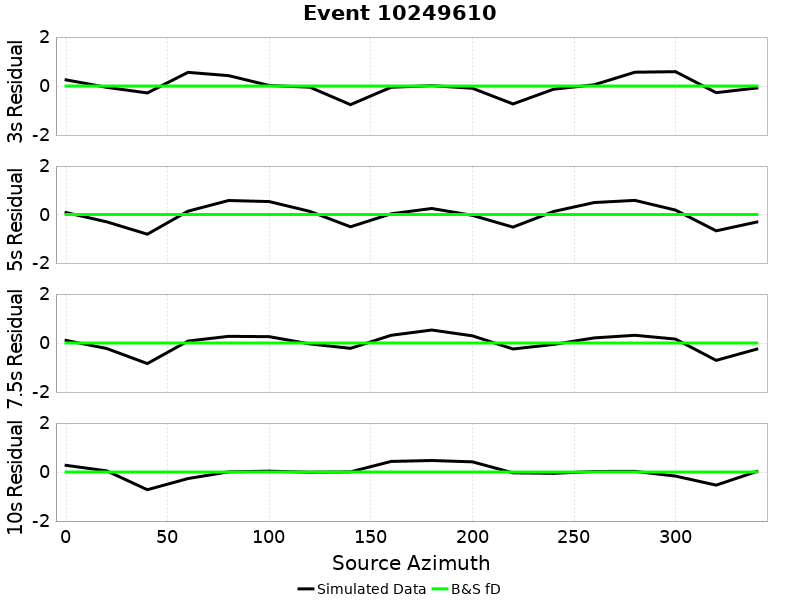 Event 10249610
3s Residual
2
0
-2
5s Residual
2
0
-2
7.5s Residual
2
0
-2
10s Residual
2
0
-2
0 50 100 150 200 250 300
Source Azimuth
Simulated Data B&S fD